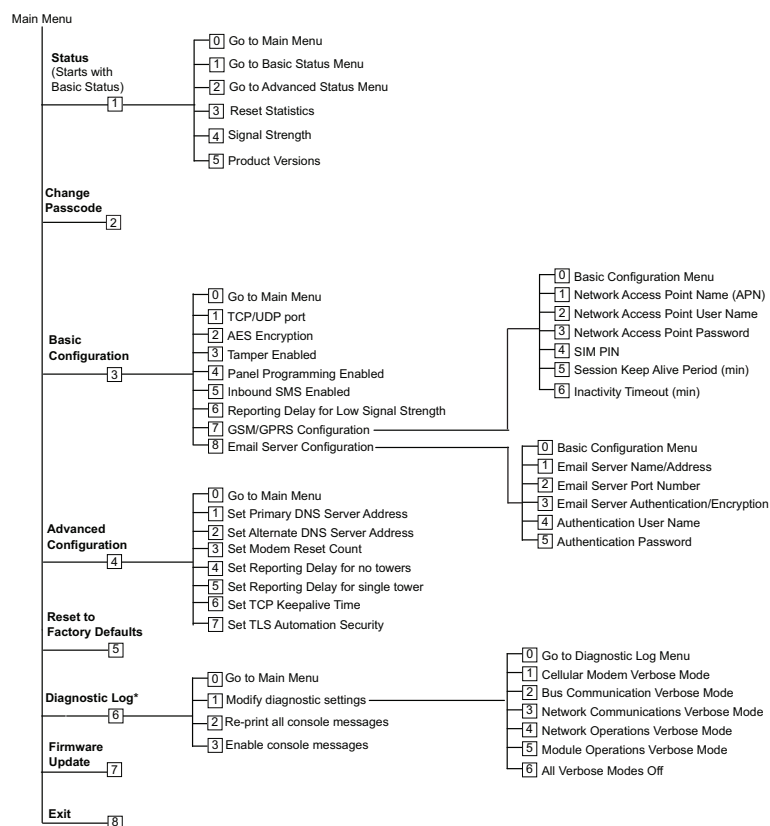 Main Menu
Status
(Starts with
Basic Status)
1
0 Go to Main Menu
1 Go to Basic Status Menu
2 Go to Advanced Status Menu
3 Reset Statistics
4 Signal Strength
5 Product Versions
Change
Passcode
2
Basic
Configuration
3
0 Go to Main Menu
1 TCP/UDP port
2 AES Encryption
3 Tamper Enabled
4 Panel Programming Enabled
5 Inbound SMS Enabled
6 Reporting Delay for Low Signal Strength
7 GSM/GPRS Configuration
8 Email Server Configuration
0 Basic Configuration Menu
1 Network Access Point Name (APN)
2 Network Access Point User Name
3 Network Access Point Password
4 SIM PIN
5 Session Keep Alive Period (min)
6 Inactivity Timeout (min)
0 Basic Configuration Menu
1 Email Server Name/Address
2 Email Server Port Number
3 Email Server Authentication/Encryption
4 Authentication User Name
5 Authentication Password
Advanced
Configuration
4
0 Go to Main Menu
1 Set Primary DNS Server Address
2 Set Alternate DNS Server Address
3 Set Modem Reset Count
4 Set Reporting Delay for no towers
5 Set Reporting Delay for single tower
6 Set TCP Keepalive Time
7 Set TLS Automation Security
Reset to
Factory Defaults
5
Diagnostic Log*
6
0 Go to Main Menu
1 Modify diagnostic settings
2 Re-print all console messages
3 Enable console messages
0 Go to Diagnostic Log Menu
1 Cellular Modem Verbose Mode
2 Bus Communication Verbose Mode
3 Network Communications Verbose Mode
4 Network Operations Verbose Mode
5 Module Operations Verbose Mode
6 All Verbose Modes Off
Firmware
Update
7
Exit
8